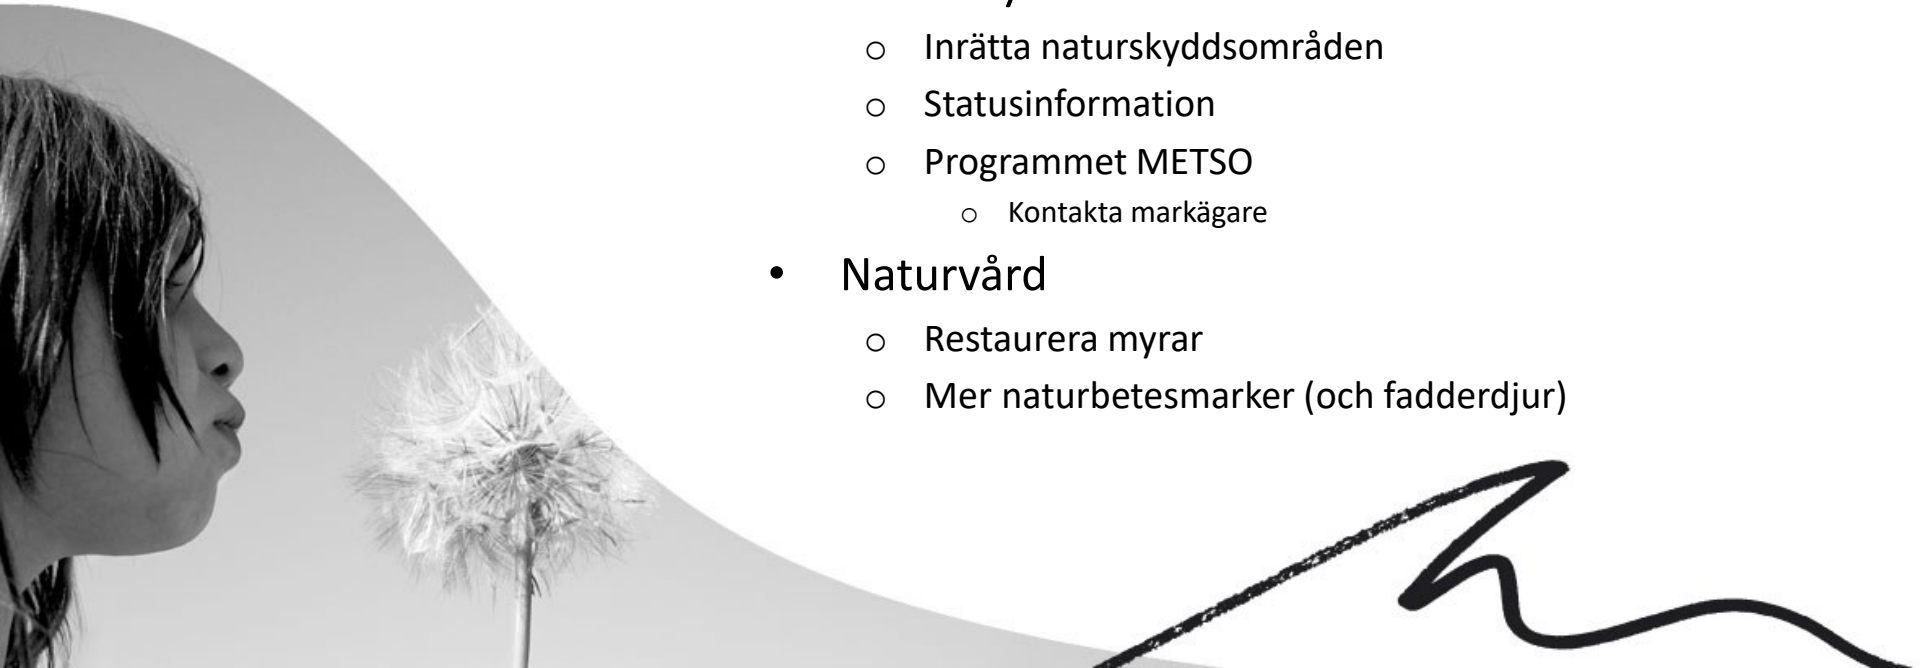 ○ Inrätta naturskyddsområden
○ Statusinformation
○ Programmet METSO
○ Kontakta markägare
• Naturvård
○ Restaurera myrar
○ Mer naturbetesmarker (och fadderdjur)